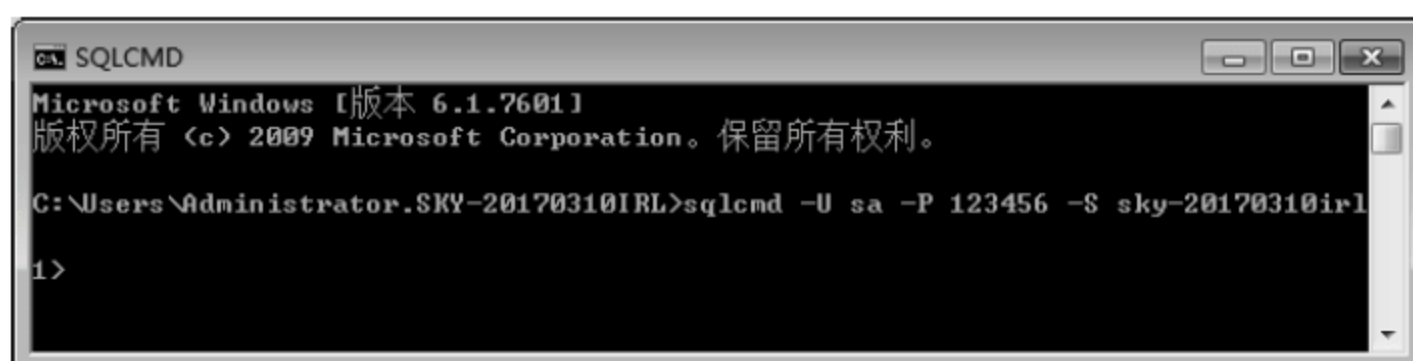 SQLCMD
Microsoft Windows [版本 6.1.7601]
版权所有 (c) 2009 Microsoft Corporation。保留所有权利。
C:\Users\Administrator.SKY-20170310IRL>sqlcmd -U sa -P 123456 -S sky-20170310irl
1>